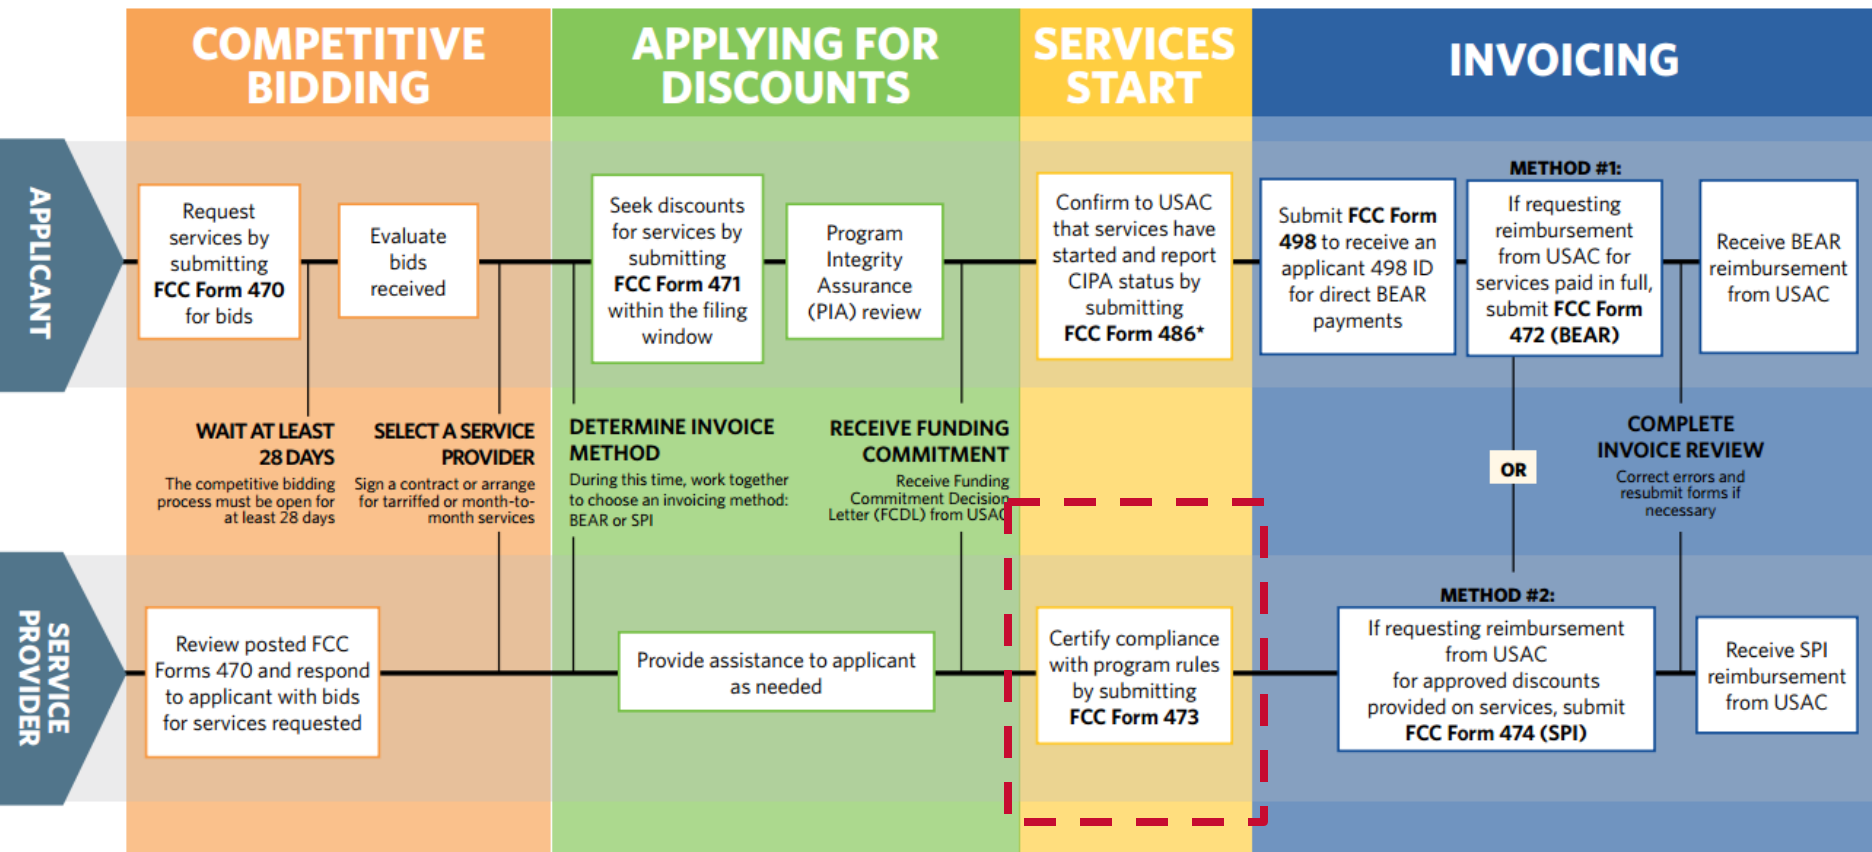 COMPETITIVE
BIDDING
APPLYING FOR
DISCOUNTS
SERVICES
START
INVOICING
APPLICANT
Request
services by
submitting
FCC Form 470
for bids
Evaluate
bids
received
Seek discounts
for services by
submitting
FCC Form 471
within the filing
window
Program
Integrity
Assurance
(PIA) review
Confirm to USAC
that services have
started and report
CIPA status by
submitting
FCC Form 486*
Submit FCC Form
498 to receive an
applicant 498 ID
for direct BEAR
payments
METHOD #1:
If requesting
reimbursement
from USAC for
services paid in full,
submit FCC Form
472 (BEAR)
Receive BEAR
reimbursement
from USAC
WAIT AT LEAST
28 DAYS
The competitive bidding
process must be open for
at least 28 days
SELECT A SERVICE
PROVIDER
Sign a contract or arrange
for tarriffed or month-to-
month services
DETERMINE INVOICE
METHOD
During this time, work together
to choose an invoicing method:
BEAR or SPI
RECEIVE FUNDING
COMMITMENT
Receive Funding
Commitment Decision
Letter (FCDL) from USAC
OR
COMPLETE
INVOICE REVIEW
Correct errors and
resubmit forms if
necessary
SERVICE
PROVIDER
Review posted FCC
Forms 470 and respond
to applicant with bids
for services requested
Provide assistance to applicant
as needed
Certify compliance
with program rules
by submitting
FCC Form 473
METHOD #2:
If requesting reimbursement
from USAC
for approved discounts
provided on services, submit
FCC Form 474 (SPI)
Receive SPI
reimbursement
from USAC